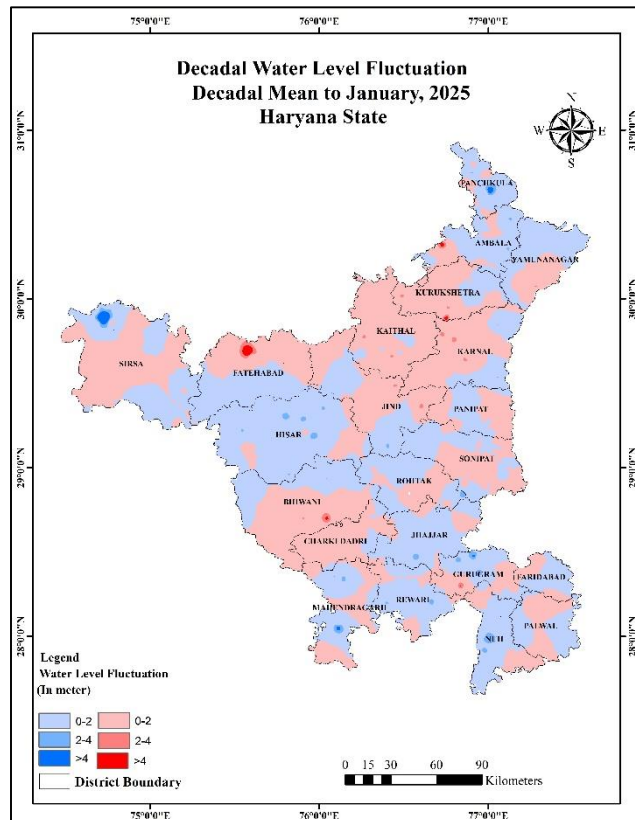 75°0'0"E
76°0'0"E
77°0'0"E
Decadal Water Level Fluctuation
Decadal Mean to January, 2025
Haryana State
N
W E
S
31°0'0"N
31°0'0"N
PANCHKULA
AMBALA
YAMUNANAGAR
30°0'0"N
30°0'0"N
KURUKSHETRA
KAITHAL
KARNAL
SIRSA
FATEHABAD
JIND
PANIPAT
HISAR
29°0'0"N
29°0'0"N
SONIPAT
ROHTAK
BHIWANI
CHARKI DADRI
JHAJJAR
GURUGRAM
FARIDABAD
MAHENDRAGARH
REWARI
28°0'0"N
28°0'0"N
NUH
PALWAL
Legend
Water Level Fluctuation
(In meter)
0-2 0-2
2-4 2-4
>4 >4
District Boundary
0 15 30 60 90
Kilometers
75°0'0"E
76°0'0"E
77°0'0"E